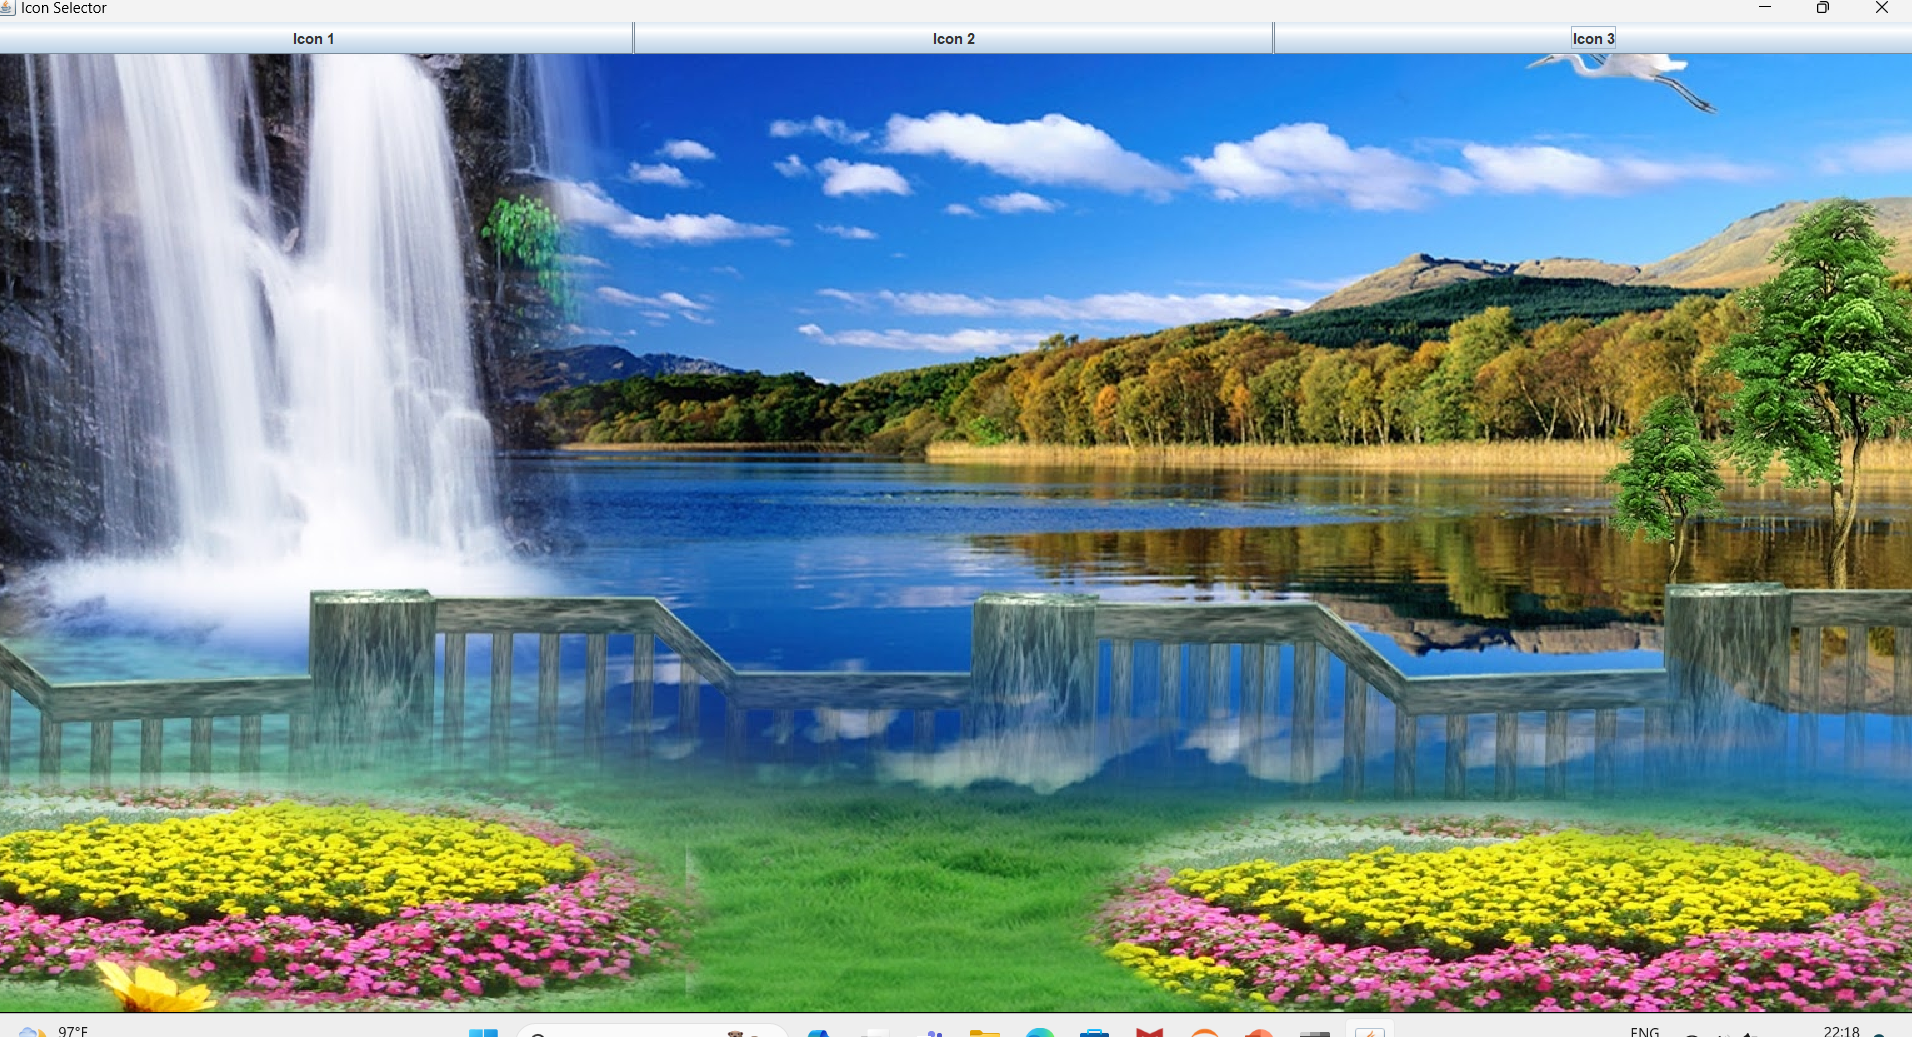 Icon Selector
Icon 1
Icon 2
Icon 3
97°F
ENG
22:18